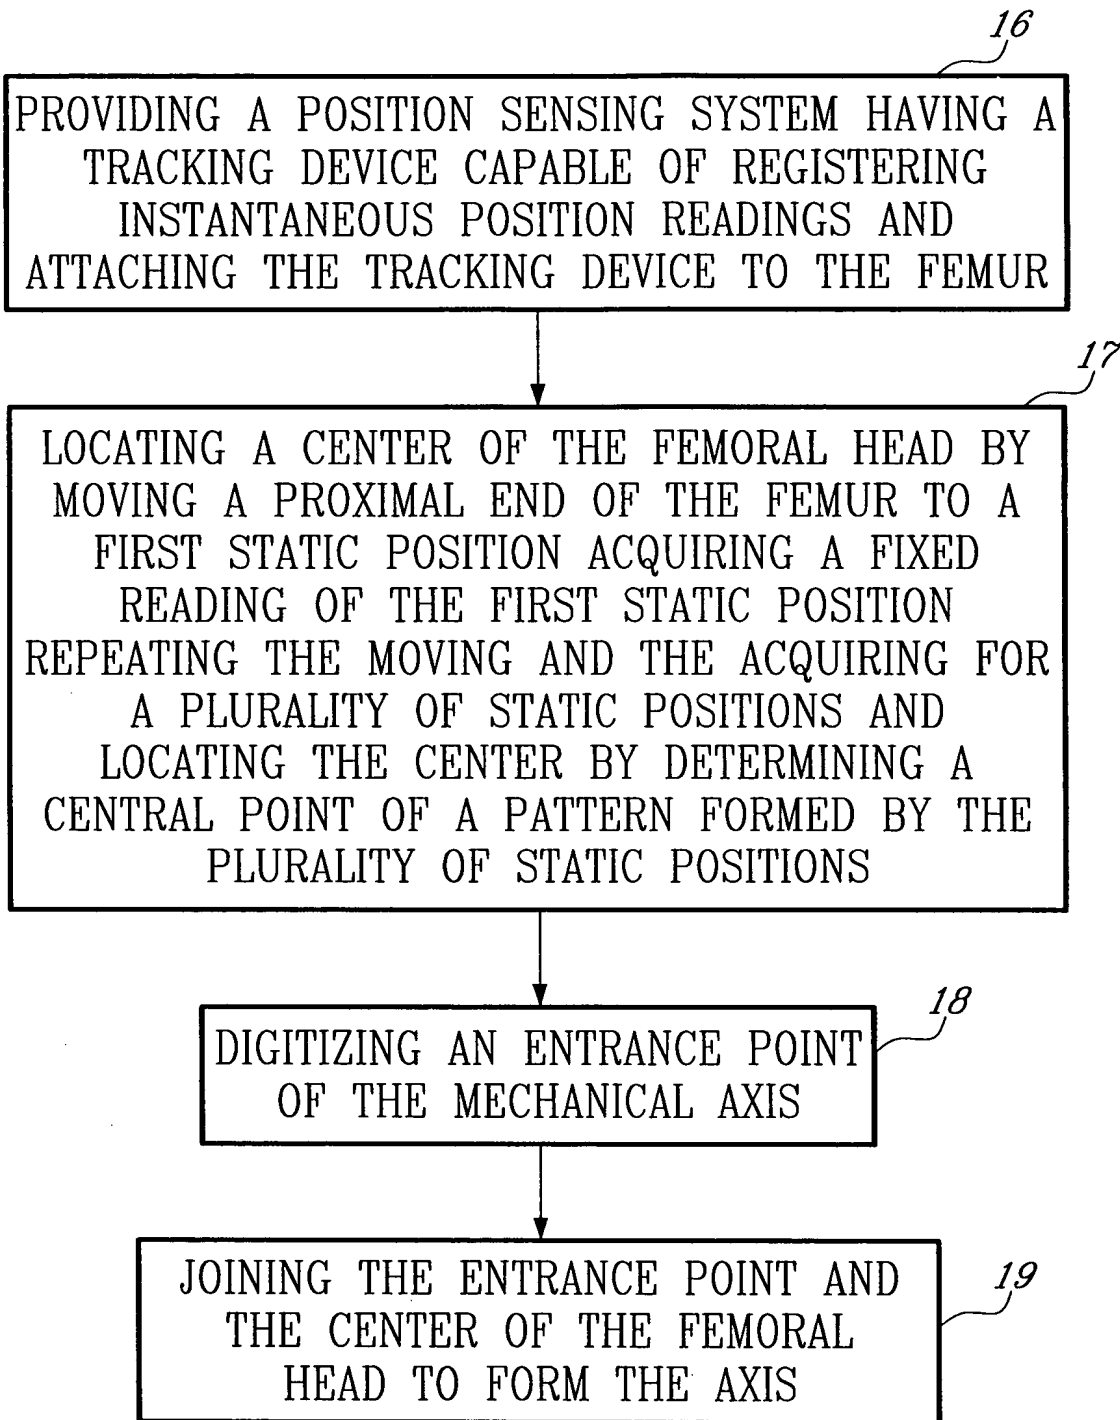 16
PROVIDING A POSITION SENSING SYSTEM HAVING A
TRACKING DEVICE CAPABLE OF REGISTERING
INSTANTANEOUS POSITION READINGS AND
ATTACHING THE TRACKING DEVICE TO THE FEMUR
17
LOCATING A CENTER OF THE FEMORAL HEAD BY
MOVING A PROXIMAL END OF THE FEMUR TO A
FIRST STATIC POSITION ACQUIRING A FIXED
READING OF THE FIRST STATIC POSITION
REPEATING THE MOVING AND THE ACQUIRING FOR
A PLURALITY OF STATIC POSITIONS AND
LOCATING THE CENTER BY DETERMINING A
CENTRAL POINT OF A PATTERN FORMED BY THE
PLURALITY OF STATIC POSITIONS
18
DIGITIZING AN ENTRANCE POINT
OF THE MECHANICAL AXIS
19
JOINING THE ENTRANCE POINT AND
THE CENTER OF THE FEMORAL
HEAD TO FORM THE AXIS